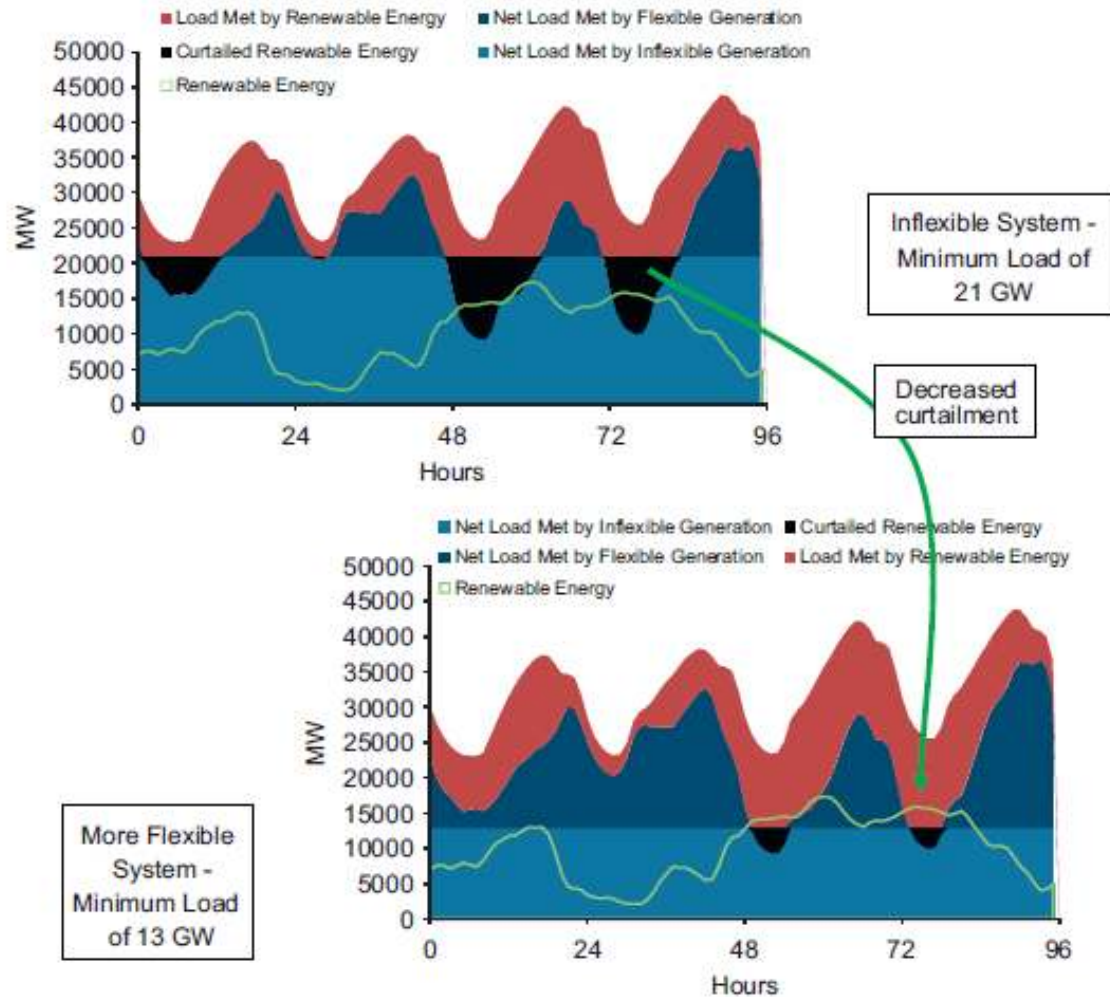 Load Met by Renewable Energy
Net Load Met by Flexible Generation
Curtailed Renewable Energy
Net Load Met by Inflexible Generation
Renewable Energy
50000
45000
40000
35000
30000
25000
20000
15000
10000
5000
0
MW
0 24 48 72 96
Hours
Inflexible System -
Minimum Load of
21 GW
Decreased
curtailment
Net Load Met by Inflexible Generation
Curtailed Renewable Energy
Net Load Met by Flexible Generation
Load Met by Renewable Energy
Renewable Energy
50000
45000
40000
35000
30000
25000
20000
15000
10000
5000
0
MW
0 24 48 72 96
Hours
More Flexible
System -
Minimum Load
of 13 GW